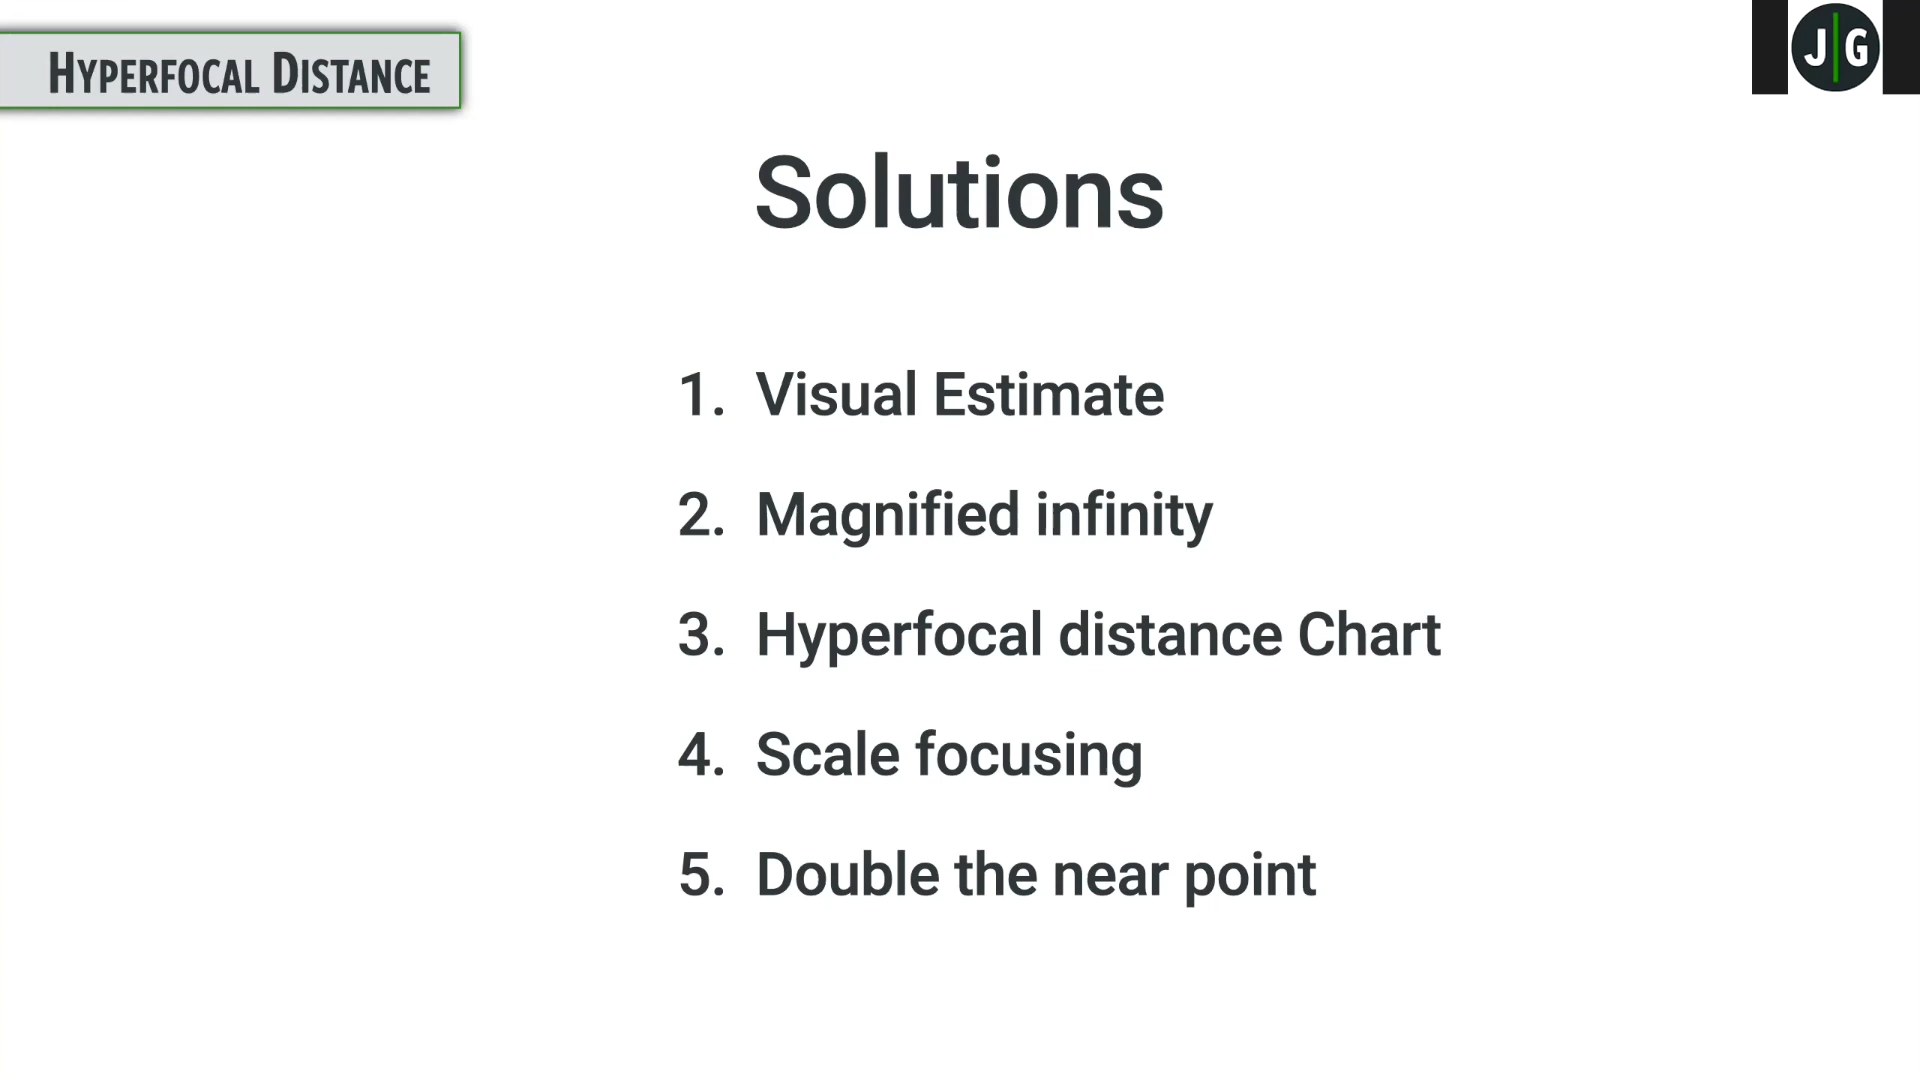 HYPERFOCAL DISTANCE
J|G
Solutions
1. Visual Estimate
2. Magnified infinity
3. Hyperfocal distance Chart
4. Scale focusing
5. Double the near point